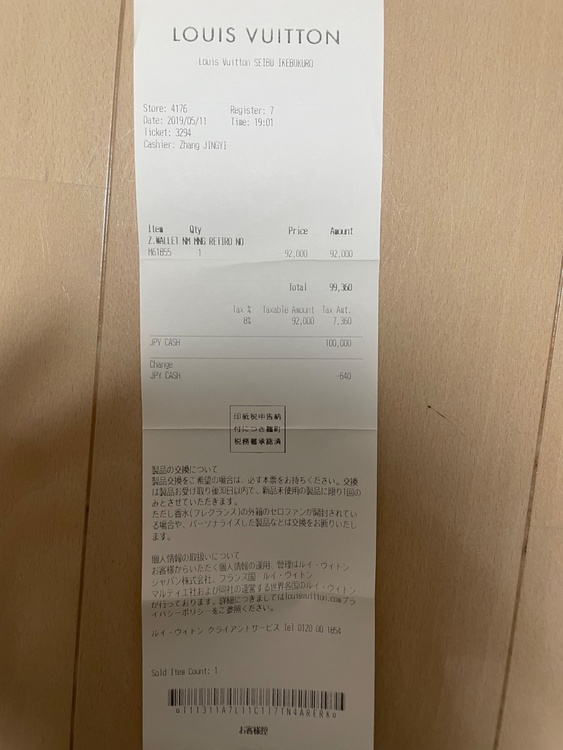 LOUIS VUITTON
Louis Vuitton SEIBU IKEBUKURO
Store: 4176 Register: 7
Date: 2019/05/11 Time: 19:01
Ticket: 3294
Cashier: Zhang JINGYI
Item Qty Price Amount
Z.WALLET NM MNG RETIRO NO
M61855 1 92,000 92,000
Total 99,360
Tax % Taxable Amount Tax Amt.
8% 92,000 7,360
JPY CASH 100,000
Change
JPY CASH -640
印紙税申告納
付につき麹町
税務署承認済
製品の交換について
製品交換をご希望の場合は、必ず本票をお持ちください。交換
は製品お受け取り後30日以内で、新品未使用の製品に限り1回の
みとさせていただきます。
ただし香水(フレグランス)の外箱のセロファンが開封されてい
る場合や、パーソナライズした製品などは交換をお断りいたし
ます。
個人情報の取扱いについて
お客様からいただく個人情報の運用、管理はルイ・ヴィトン
ジャパン株式会社、フランス国 ルイ・ヴィトン
マルティエ社および同社の運営する世界各国のルイ・ヴィトン
が行っております。詳細につきましてはlouisvuitton.comプラ
イバシーポリシーをご参照ください。
ルイ・ヴィトン クライアントサービス Tel 0120 00 1854
Sold Item Count: 1
お客様控